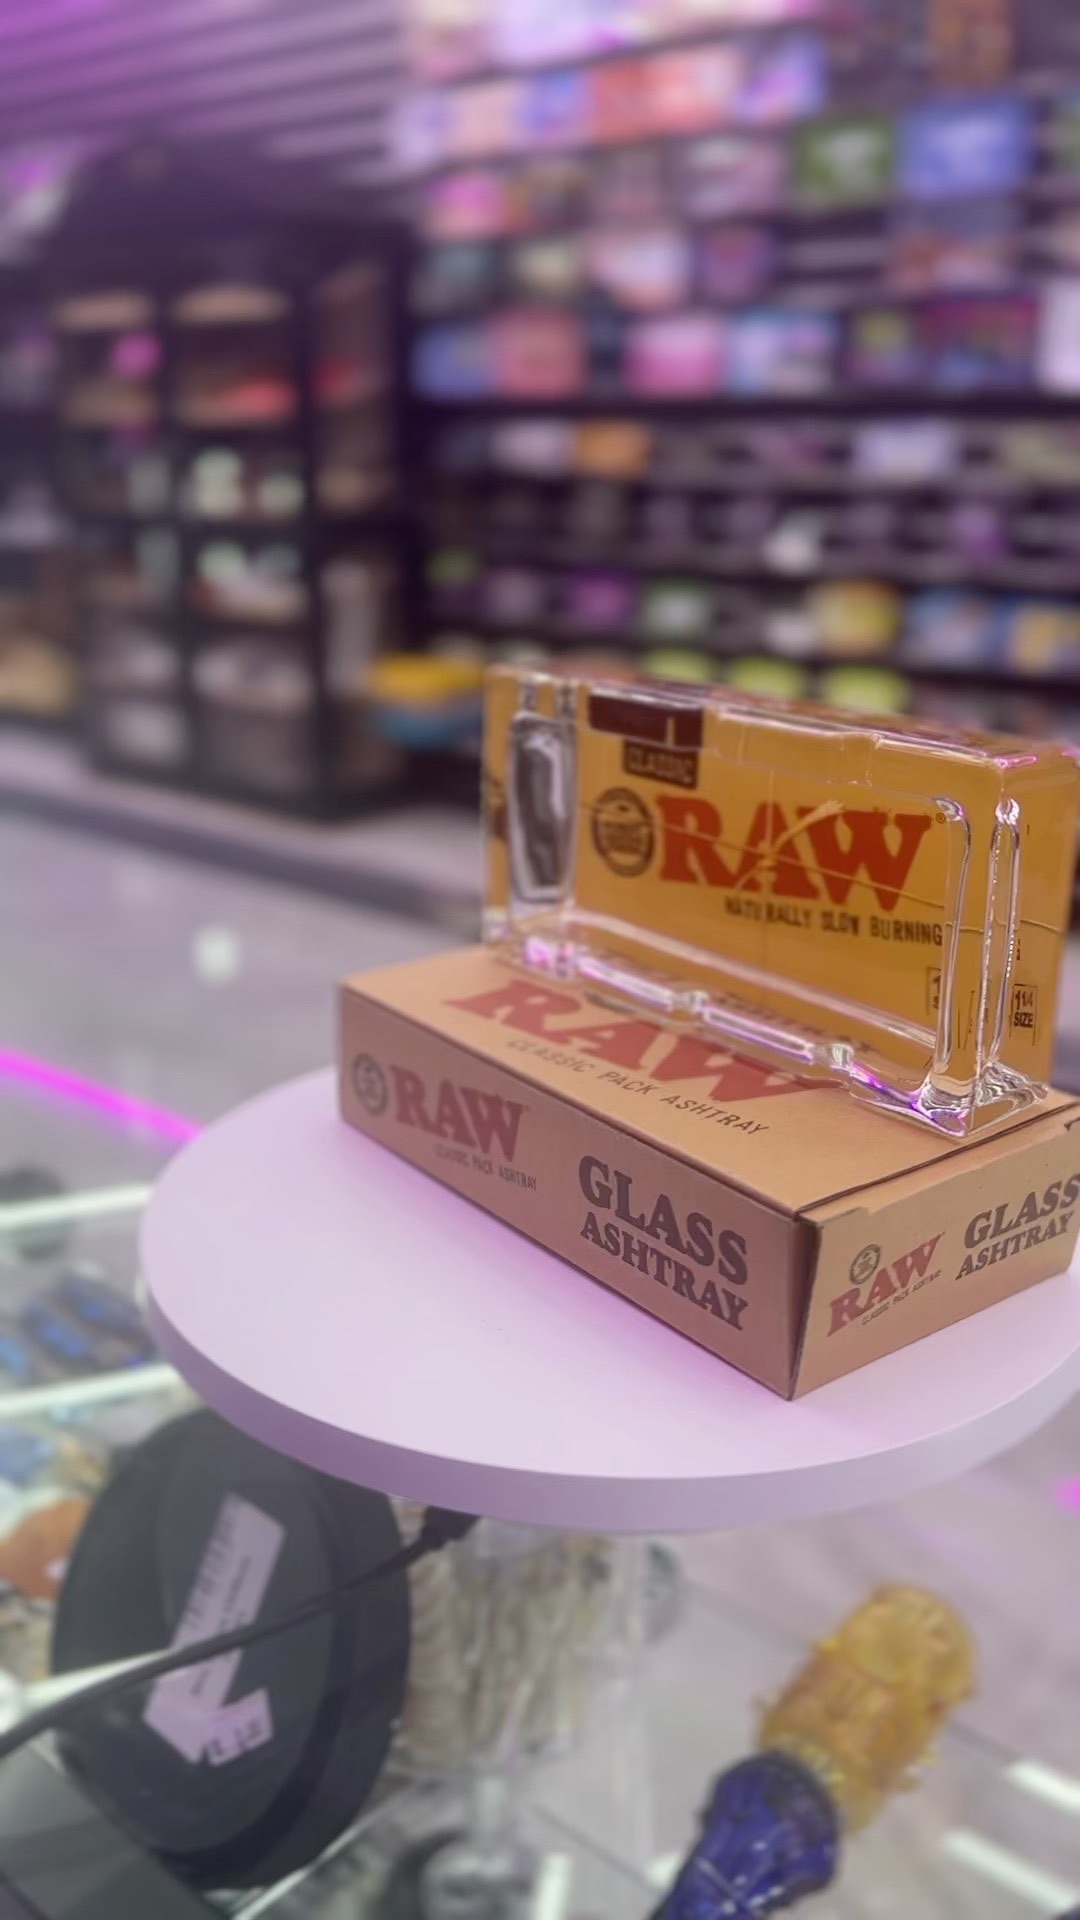 CLASSIC
RAW®
NATURALLY SLOW BURNING
1¼
SIZE
RAW
CLASSIC PACK ASHTRAY
RAW
CLASSIC PACK ASHTRAY
GLASS
ASHTRAY
RAW
CLASSIC PACK ASHTRAY
GLASS
ASHTRAY